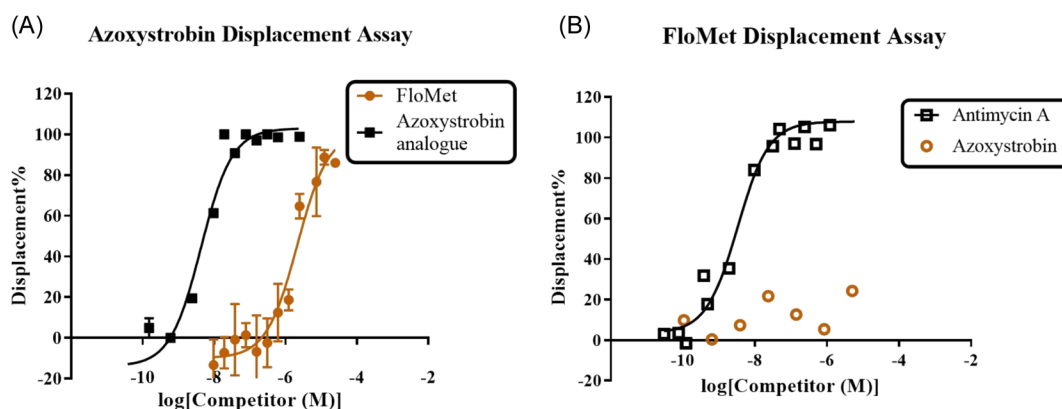 (A)
Azoxystrobin Displacement Assay
FloMet
Azoxystrobin
analogue
Displacement%
120
100
80
60
40
20
0
-20
-10
-8
-6
-4
-2
log[Competitor (M)]
(B)
FloMet Displacement Assay
Antimycin A
Azoxystrobin
Displacement%
120
100
80
60
40
20
0
-20
-10
-8
-6
-4
-2
log[Competitor (M)]